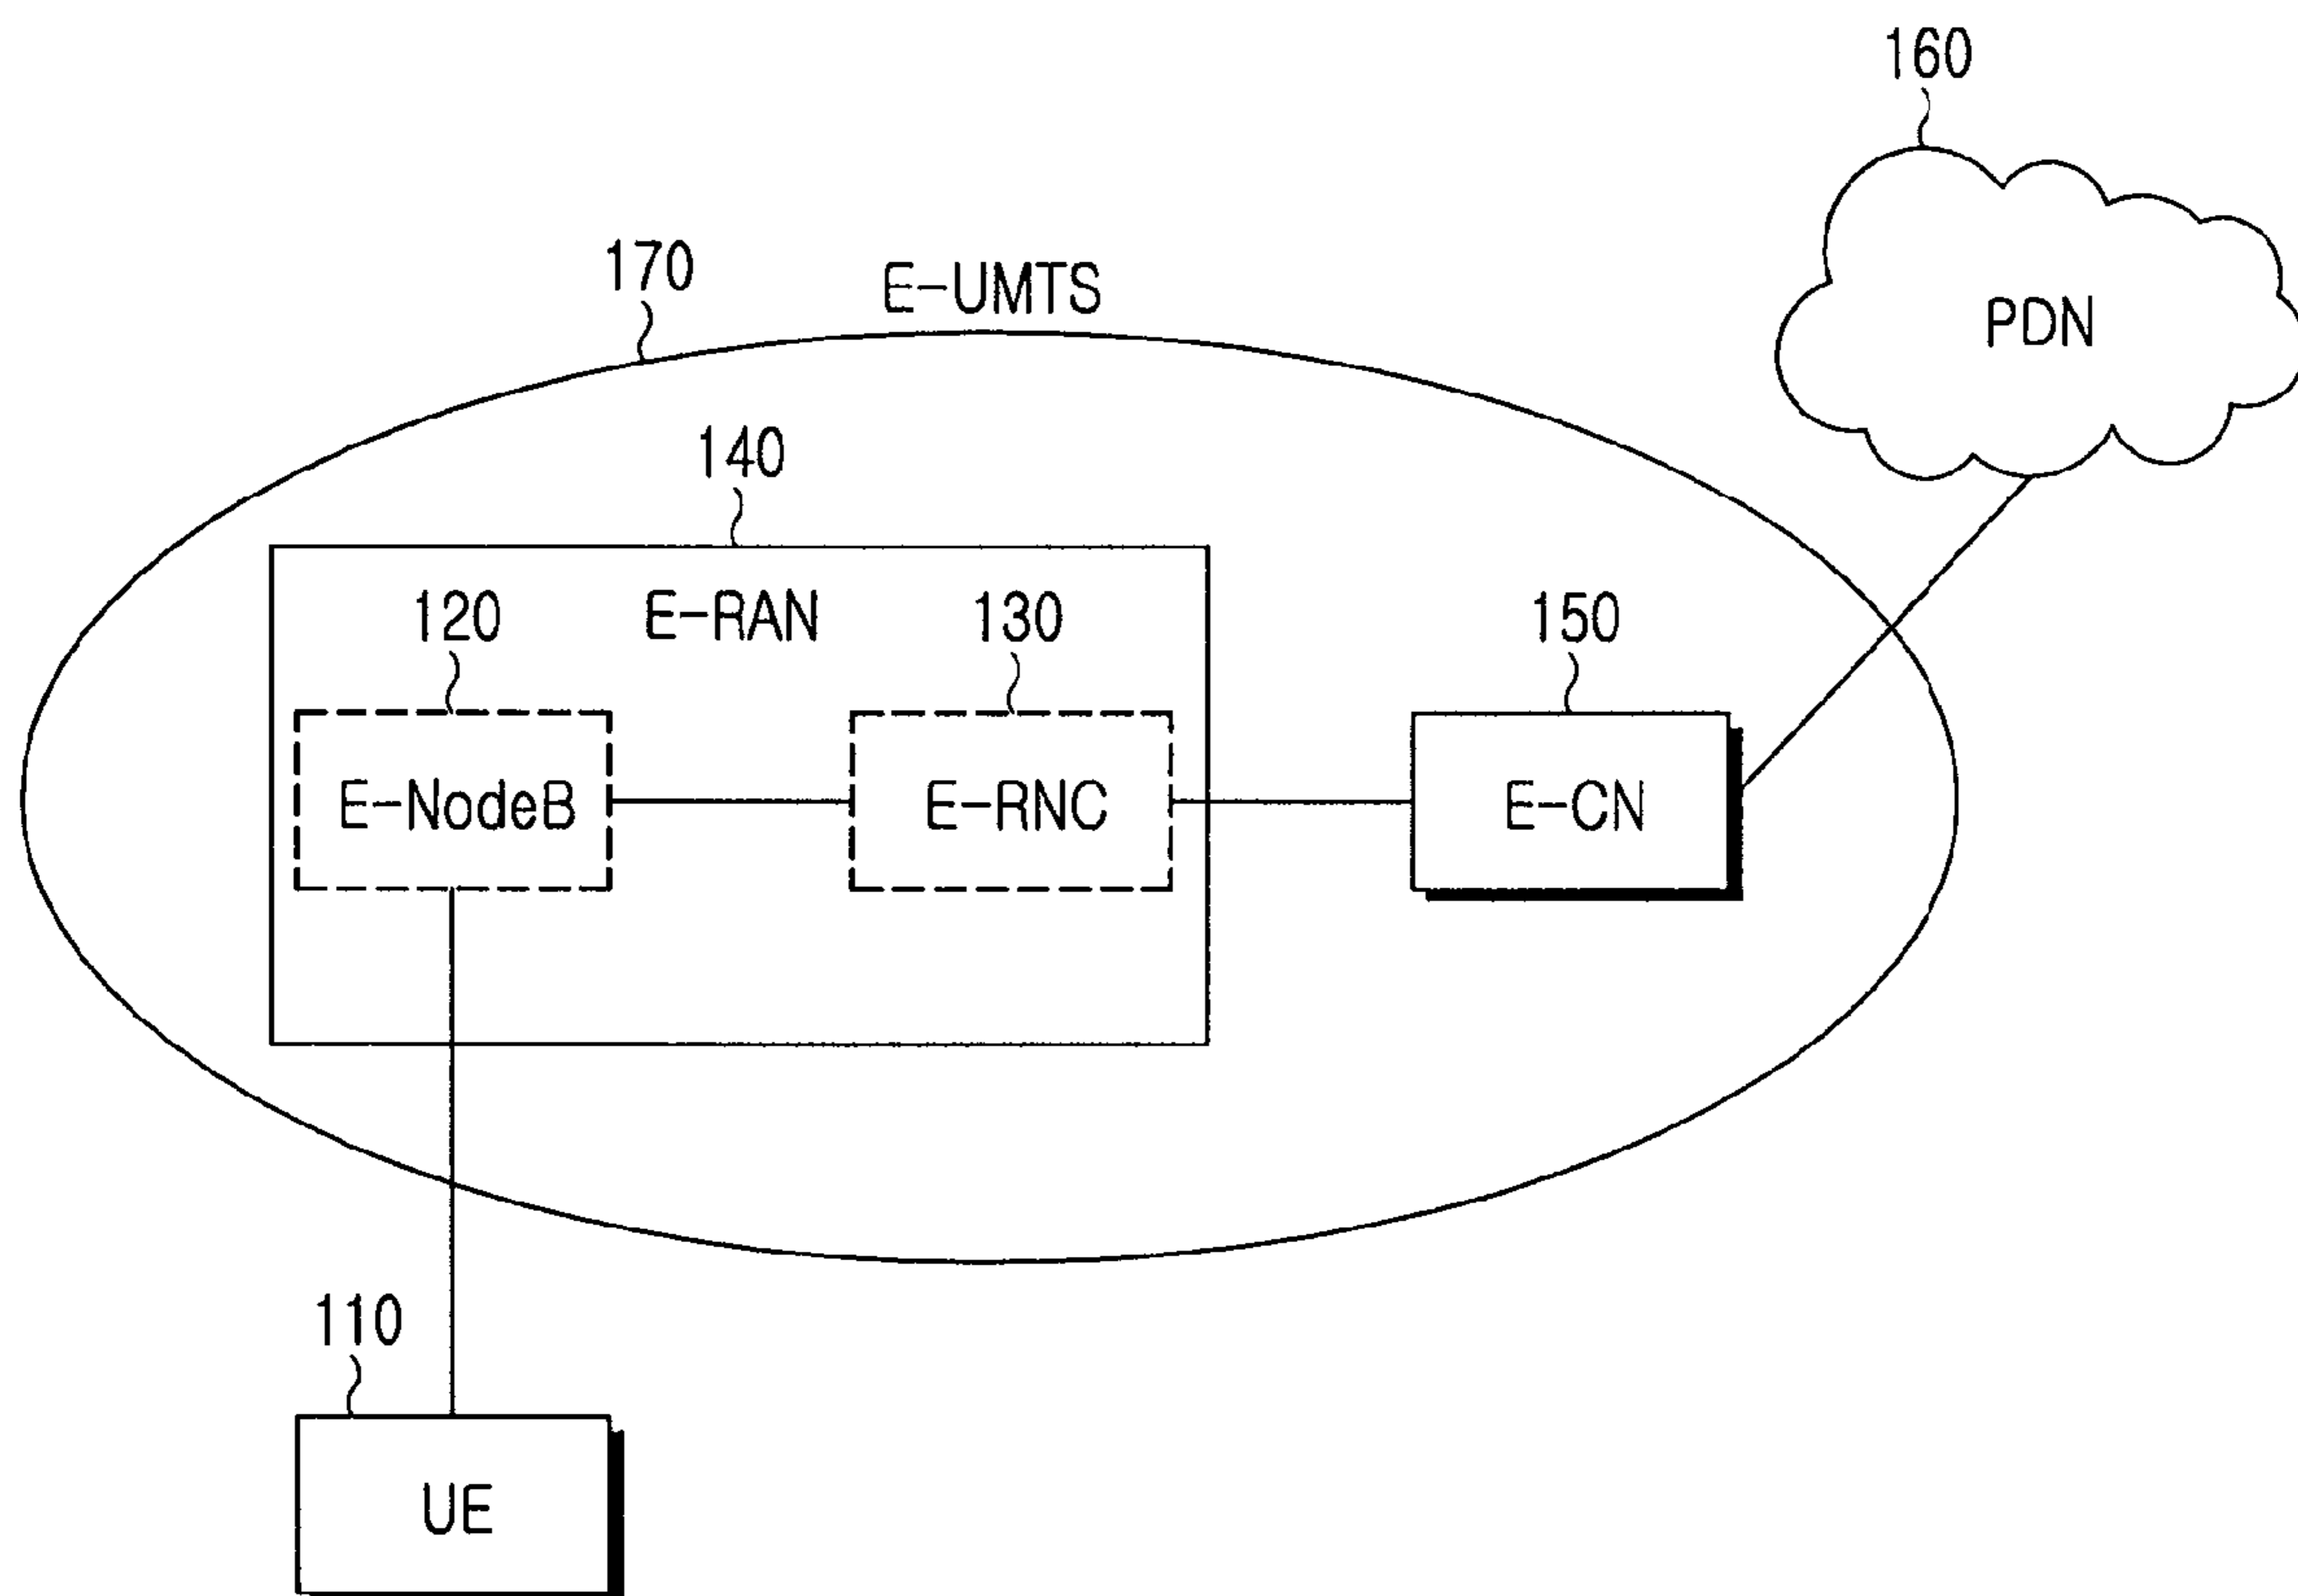 160
170
E-UMTS
PDN
140
120
E-RAN
130
150
E-NodeB
E-RNC
E-CN
110
UE